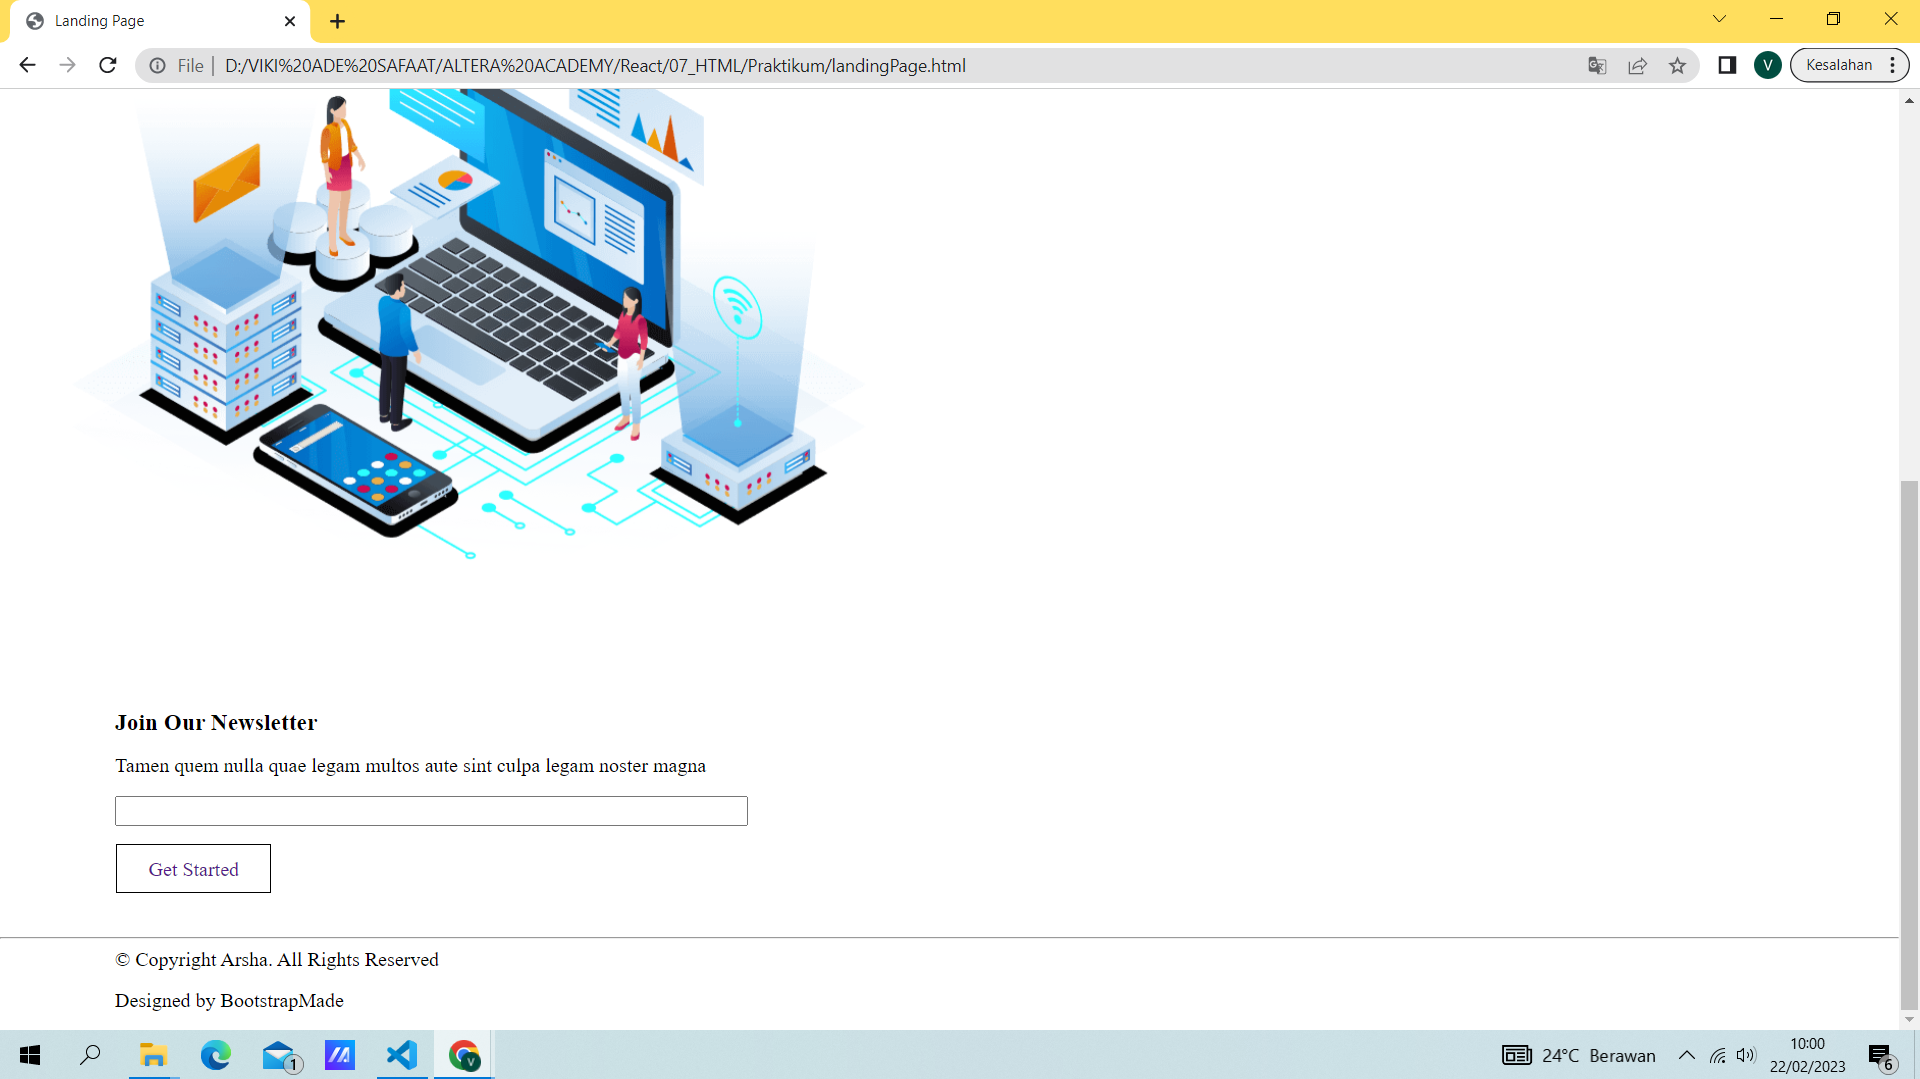 Landing Page
File | D:/VIKI%20ADE%20SAFAAT/ALTERA%20ACADEMY/React/07_HTML/Praktikum/landingPage.html
V
Kesalahan
Join Our Newsletter
Tamen quem nulla quae legam multos aute sint culpa legam noster magna
Get Started
© Copyright Arsha. All Rights Reserved
Designed by BootstrapMade
1
V
24°C Berawan
10:00
22/02/2023
6